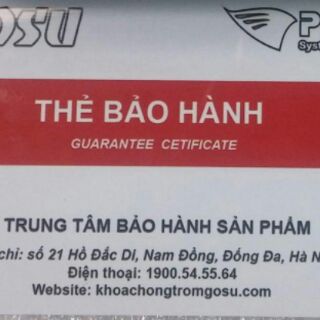 OSU
P
Syste
THẺ BẢO HÀNH
GUARANTEE CETIFICATE
TRUNG TÂM BẢO HÀNH SẢN PHẨM
chỉ: số 21 Hồ Đắc Di, Nam Đồng, Đống Đa, Hà N
Điện thoại: 1900.54.55.64
Website: khoachongtromgosu.com